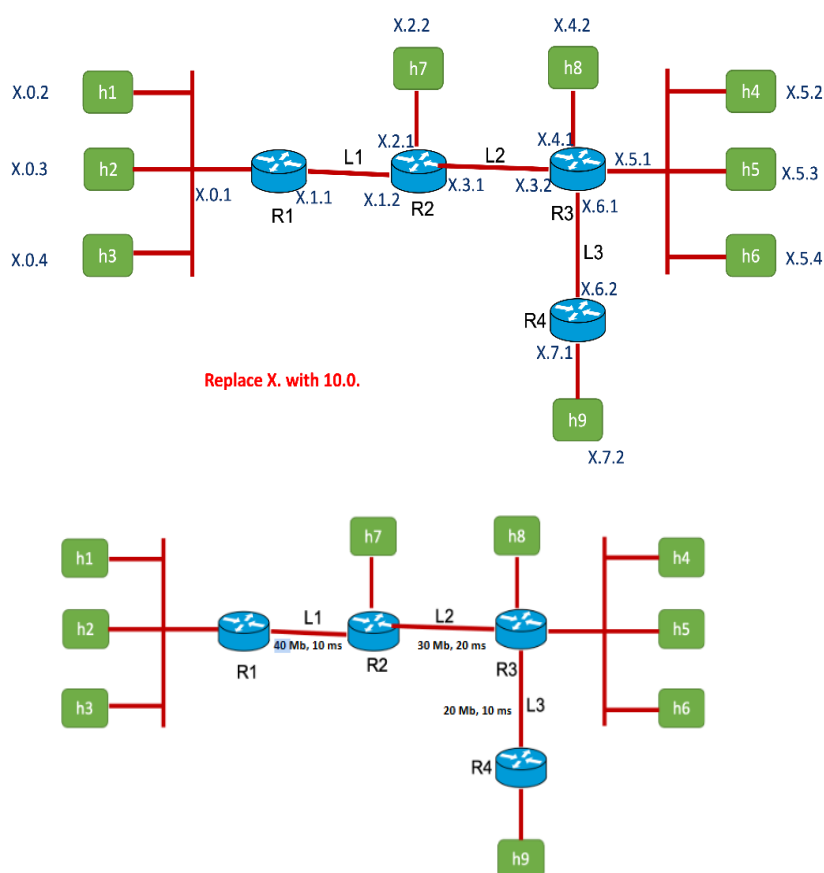 X.2.2
X.4.2
h7
h8
X.0.2
h1
h4
X.5.2
X.2.1
X.4.1
L1
L2
X.0.3
h2
X.5.1
h5
X.5.3
X.0.1
X.1.1
X.1.2
X.3.1
X.3.2
R1
R2
R3
X.6.1
X.0.4
h3
L3
h6
X.5.4
X.6.2
R4
X.7.1
Replace X. with 10.0.
h9
X.7.2
h7
h8
h1
h4
L1
L2
h2
h5
40 Mb, 10 ms
30 Mb, 20 ms
R1
R2
R3
h3
20 Mb, 10 ms
L3
h6
R4
h9